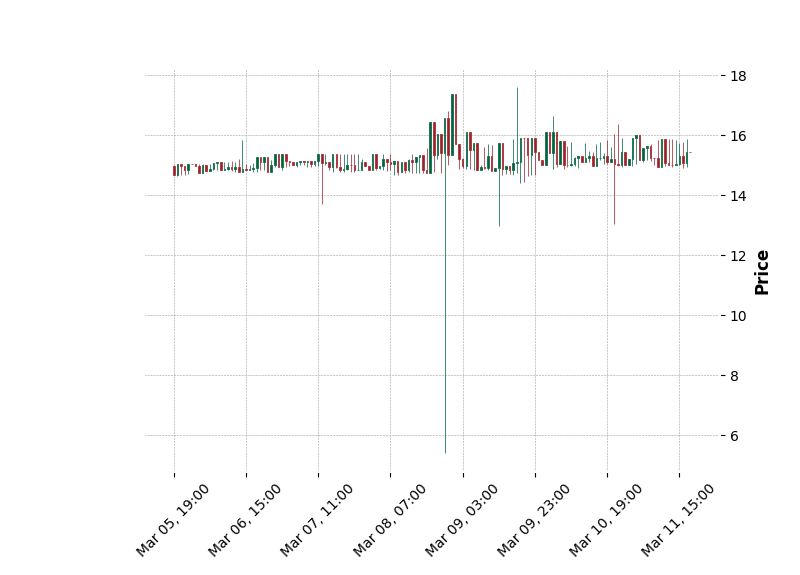 18
16
14
12
10
8
6
Price
Mar 05, 19:00
Mar 06, 15:00
Mar 07, 11:00
Mar 08, 07:00
Mar 09, 03:00
Mar 09, 23:00
Mar 10, 19:00
Mar 11, 15:00